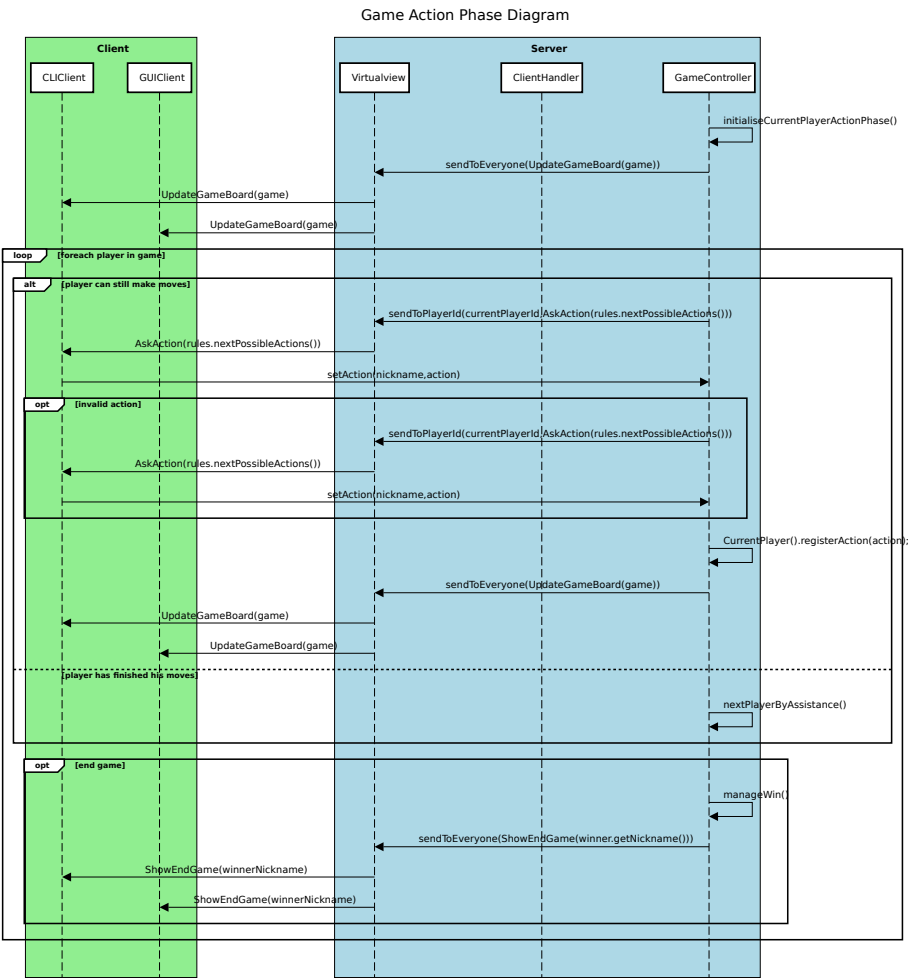 Game Action Phase Diagram
Client
Server
CLIClient
GUIClient
Virtualview
ClientHandler
GameController
initialiseCurrentPlayerActionPhase()
sendToEveryone(UpdateGameBoard(game))
UpdateGameBoard(game)
UpdateGameBoard(game)
loop
[foreach player in game]
alt
[player can still make moves]
sendToPlayerId(currentPlayerId,AskAction(rules.nextPossibleActions()))
AskAction(rules.nextPossibleActions())
setAction(nickname,action)
opt
[invalid action]
sendToPlayerId(currentPlayerId,AskAction(rules.nextPossibleActions()))
AskAction(rules.nextPossibleActions())
setAction(nickname,action)
CurrentPlayer().registerAction(action);
sendToEveryone(UpdateGameBoard(game))
UpdateGameBoard(game)
UpdateGameBoard(game)
[player has finished his moves]
nextPlayerByAssistance()
opt
[end game]
manageWin()
sendToEveryone(ShowEndGame(winner.getNickname()))
ShowEndGame(winnerNickname)
ShowEndGame(winnerNickname)